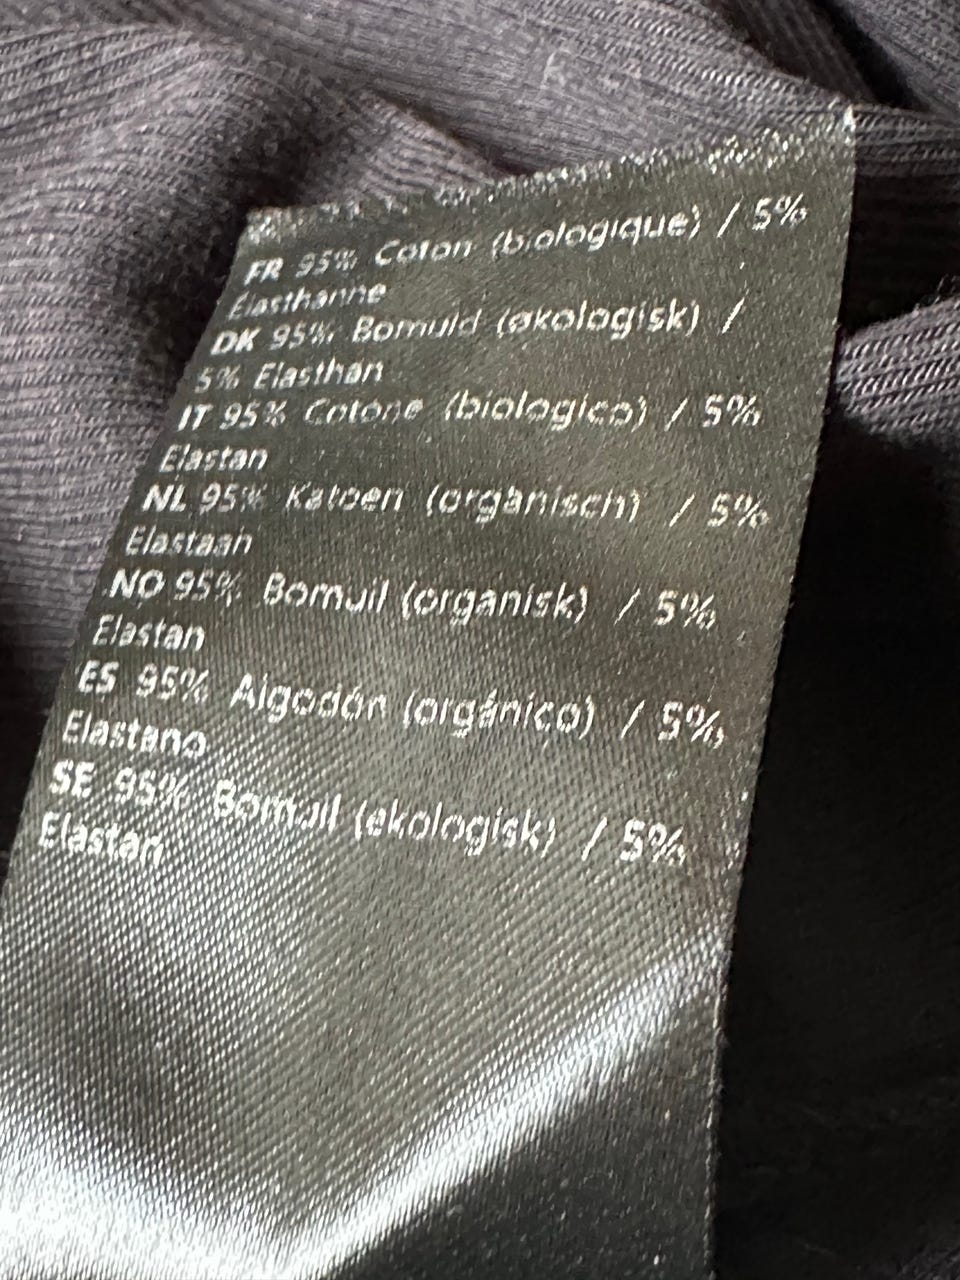 FR 95% Coton (biologique) / 5%
Élasthanne
DK 95% Bomuld (økologisk) /
5% Elasthan
IT 95% Cotone (biologico) / 5%
Elastan
NL 95% Katoen (organisch) / 5%
Elastaan
NO 95% Bomull (organisk) / 5%
Elastan
ES 95% Algodón (orgánico) / 5%
Elastano
SE 95% Bomull (ekologisk) / 5%
Elastan